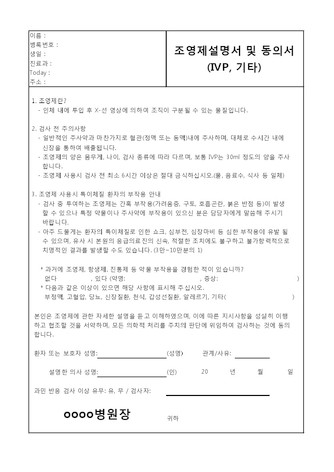 이름 :
병록번호 :
생일 :
진료과 :
Today :
주소 :
조영제설명서 및 동의서
(IVP, 기타)
1. 조영제란?
- 인체 내에 투입 후 X-선 영상에 의하여 조직이 구분될 수 있는 물질입니다.
2. 검사 전 주의사항
- 일반적인 주사약과 마찬가지로 혈관(정맥 또는 동맥)내에 주사하며, 대체로 수시간 내에
신장을 통하여 배출됩니다.
- 조영제의 양은 몸무게, 나이, 검사 종류에 따라 다르며, 보통 IVP는 30ml 정도의 양을 주사
합니다.
- 조영제 사용시 검사 전 최소 6시간 이상은 절대 금식하십시오.(물, 음료수, 식사 등 일체)
3. 조영제 사용시 특이체질 환자의 부작용 안내
- 검사 중 투여하는 조영제는 간혹 부작용(가려움증, 구토, 호흡곤란, 붉은 반점 등)이 발생
할 수 있으나 특정 약물이나 주사약에 부작용이 있으신 분은 담당자에게 말씀해 주시기
바랍니다.
- 아주 드물게는 환자의 특이체질로 인한 쇼크, 심부전, 심장마비 등 심한 부작용이 유발 될
수 있으며, 유사 시 본원의 응급의료진의 신속, 적절한 조치에도 불구하고 불가항력적으로
치명적인 결과를 발생할 수도 있습니다. (3만~10만분의 1)
* 과거에 조영제, 항생제, 진통제 등 약물 부작용을 경험한 적이 있습니까?
없다 , 있다 (약명: , 증상: )
* 다음과 같은 이상이 있으면 해당 사항에 표시해 주십시오.
부정맥, 고혈압, 당뇨, 신장질환, 천식, 갑상선질환, 알레르기, 기타( )
본인은 조영제에 관한 자세한 설명을 듣고 이해하였으며, 이에 따른 지시사항을 성실히 이행
하고 협조할 것을 서약하며, 모든 의학적 처리를 주치의 판단에 위임하여 검사하는 것에 동의
합니다.
환자 또는 보호자 성명: (성명) 관계/사유:
설명한 의사 성명: (인) 20 년 월 일
과민 반응 검사 이상 유무: 유, 무 / 검사자:
oooo병원장 귀하